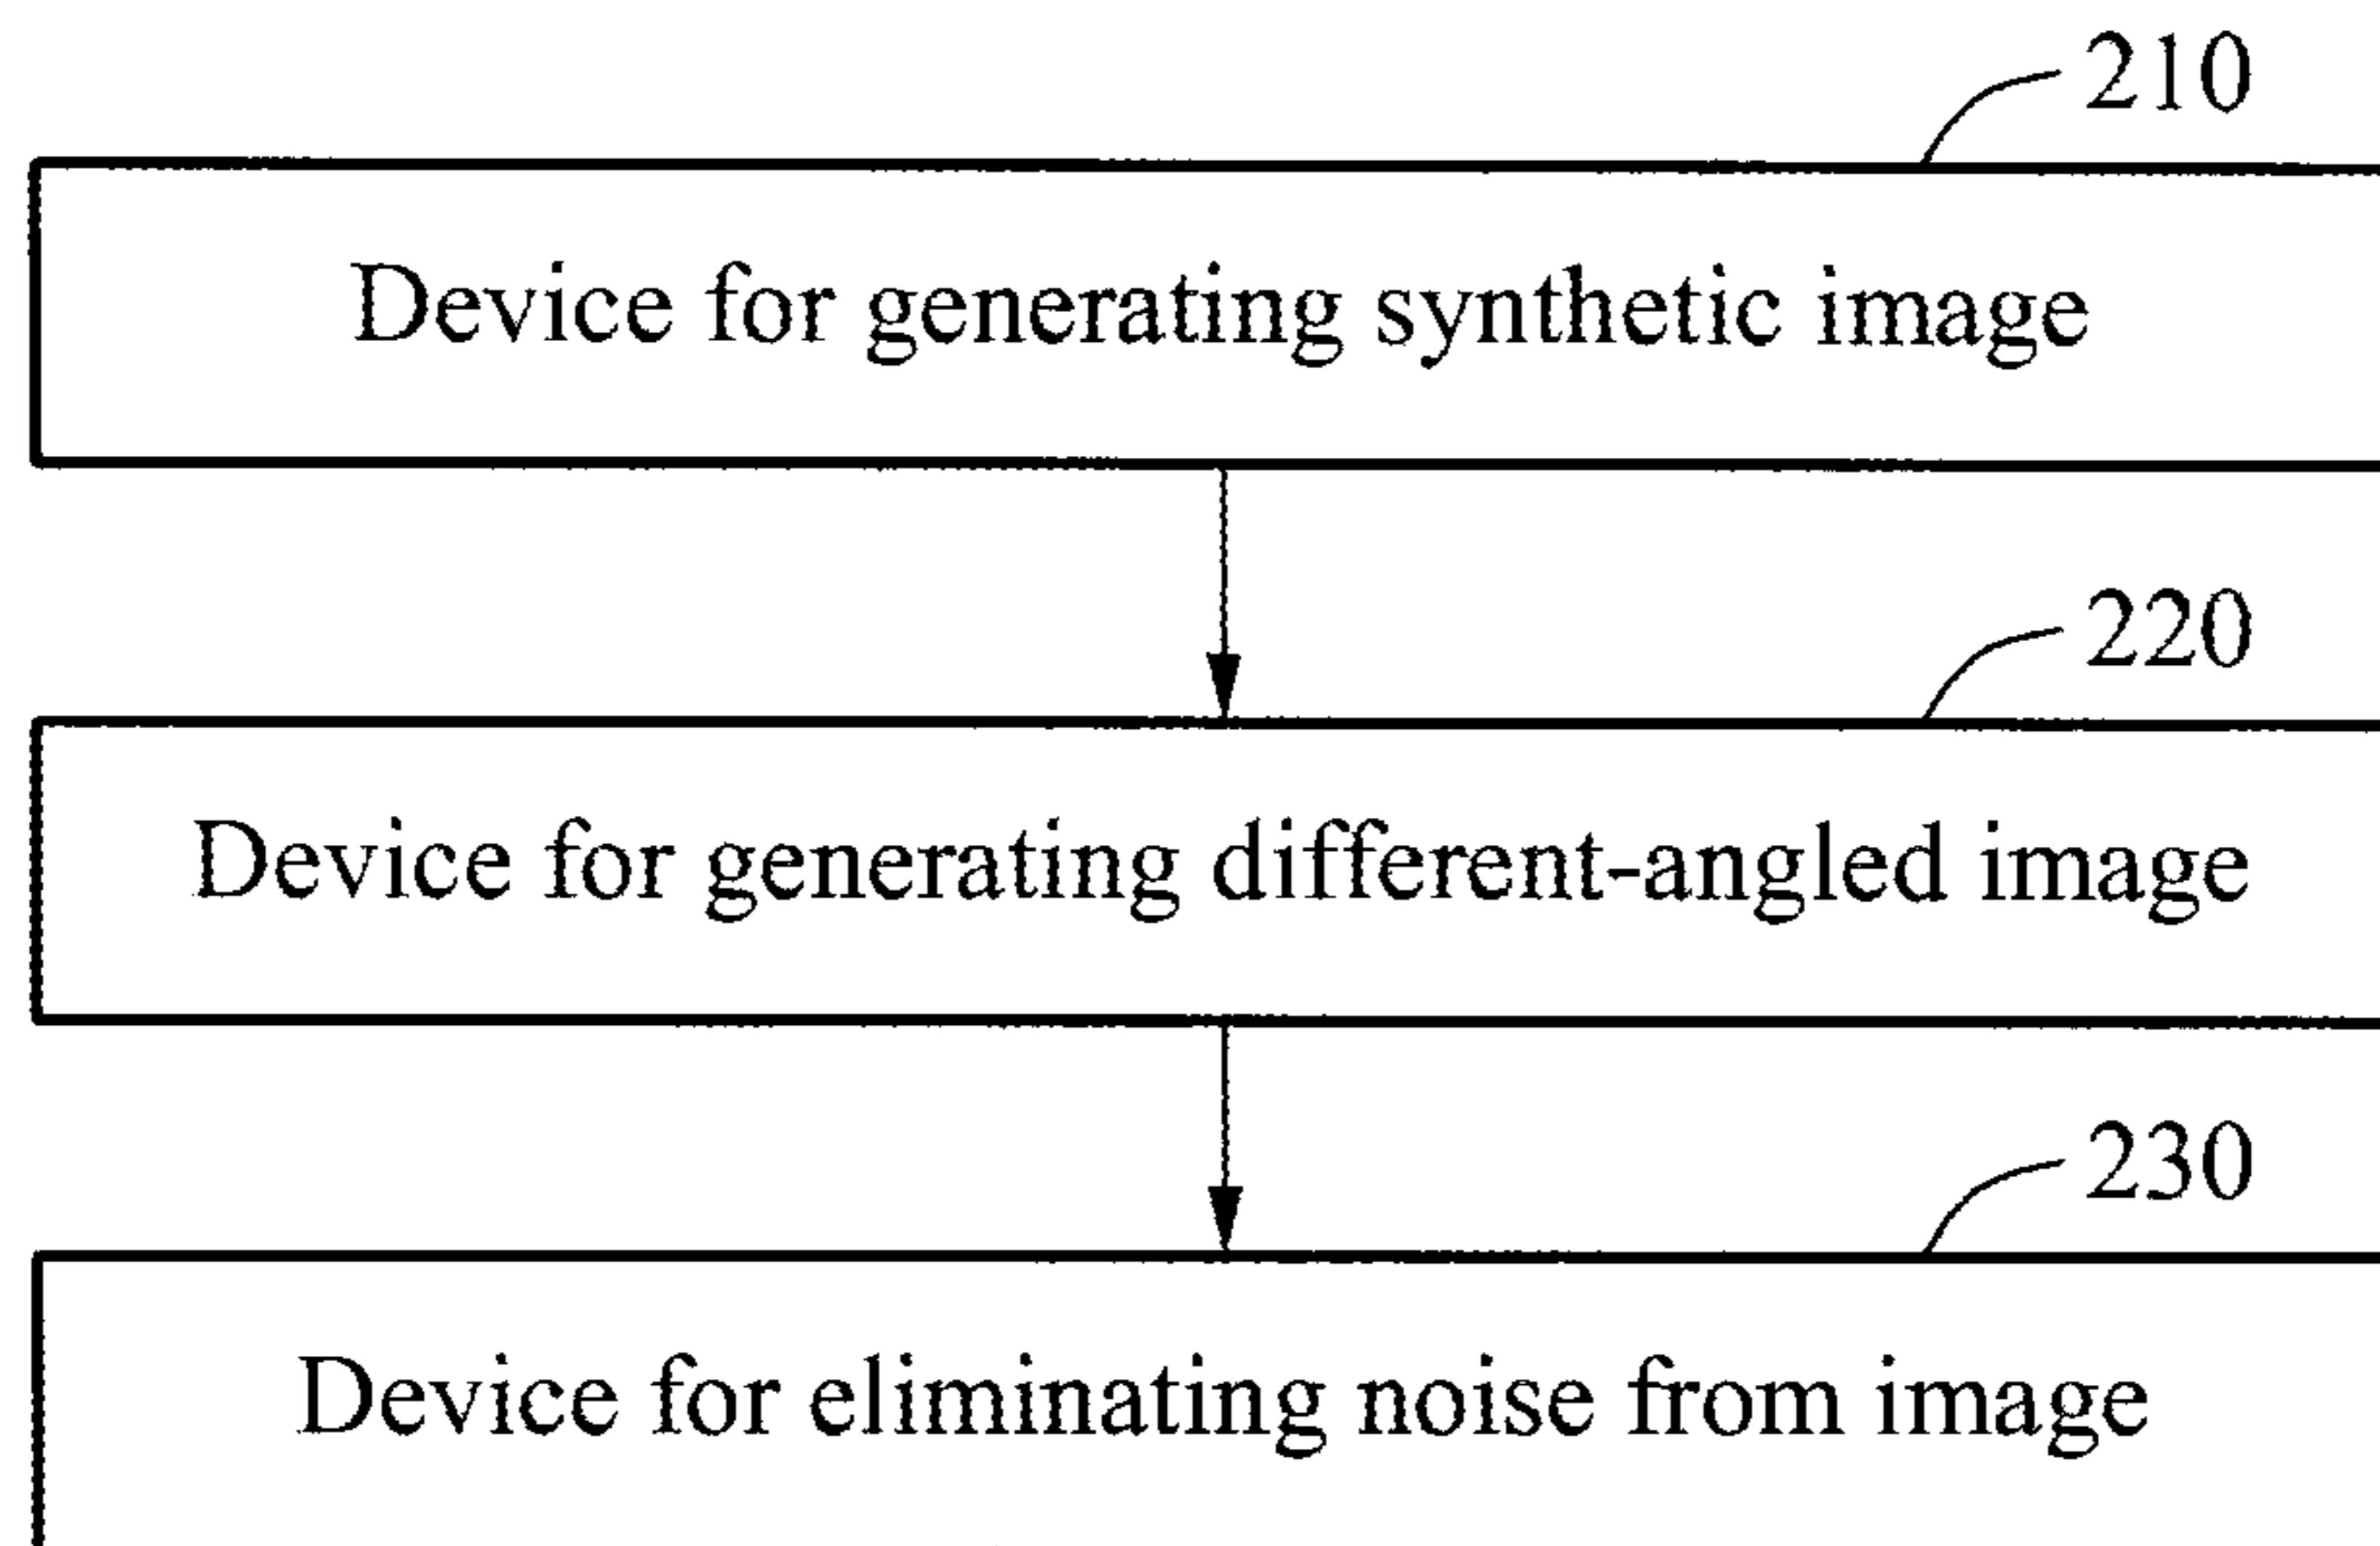 210
Device for generating synthetic image
220
Device for generating different-angled image
230
Device for eliminating noise from image